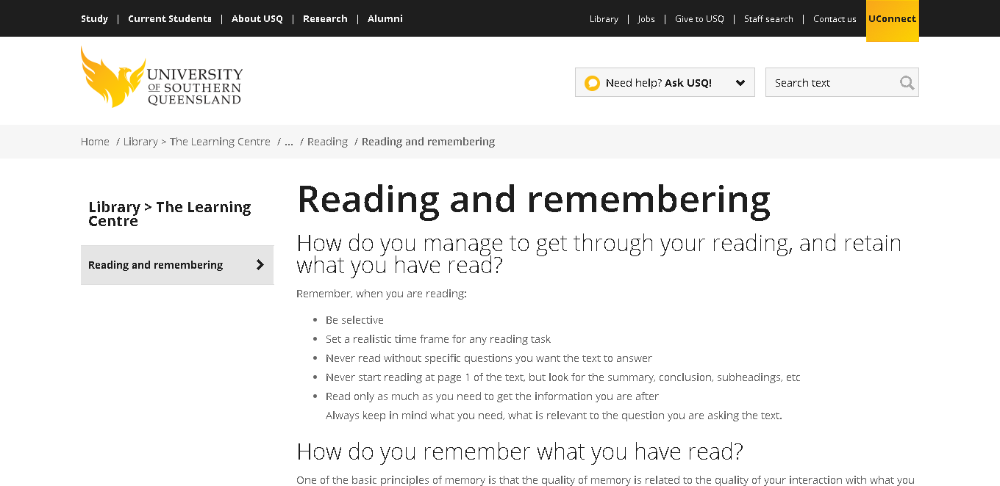 Study | Current Students | About USQ | Research | Alumni
Library | Jobs | Give to USQ | Staff search | Contact us UConnect
UNIVERSITY
OF SOUTHERN
QUEENSLAND
Need help? Ask USQ!
Search text
Home / Library > The Learning Centre / ... / Reading / Reading and remembering
Library > The Learning
Centre
Reading and remembering
Reading and remembering
How do you manage to get through your reading, and retain
what you have read?
Remember, when you are reading:
• Be selective
• Set a realistic time frame for any reading task
• Never read without specific questions you want the text to answer
• Never start reading at page 1 of the text, but look for the summary, conclusion, subheadings, etc
• Read only as much as you need to get the information you are after
Always keep in mind what you need, what is relevant to the question you are asking the text.
How do you remember what you have read?
One of the basic principles of memory is that the quality of memory is related to the quality of your interaction with what you